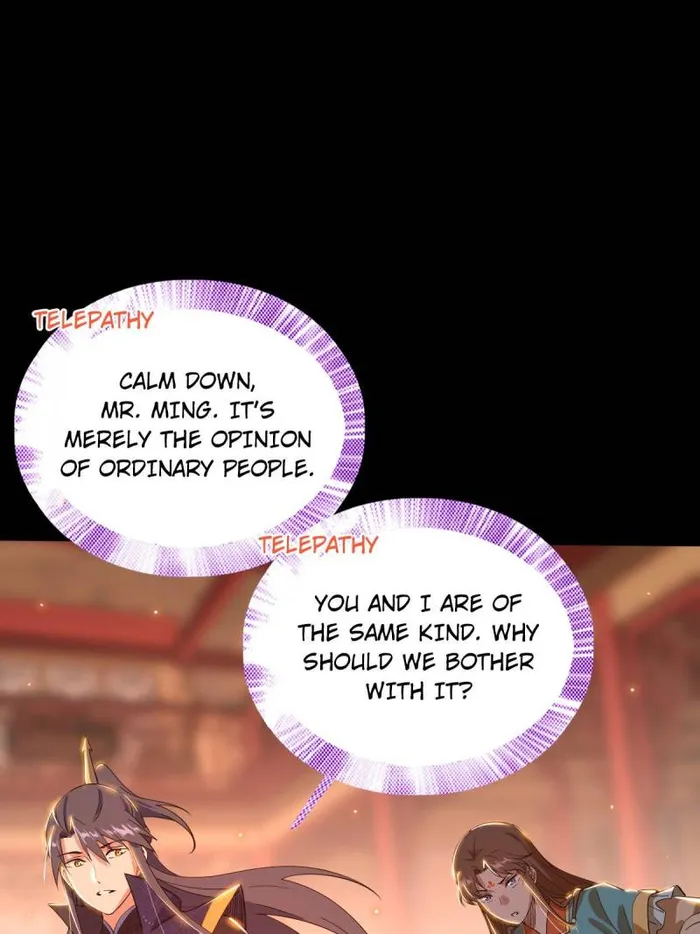 TELEPATHY
CALM DOWN,
MR. MING. IT'S
MERELY THE OPINION
OF ORDINARY PEOPLE.
TELEPATHY
YOU AND I ARE OF
THE SAME KIND. WHY
SHOULD WE BOTHER
WITH IT?